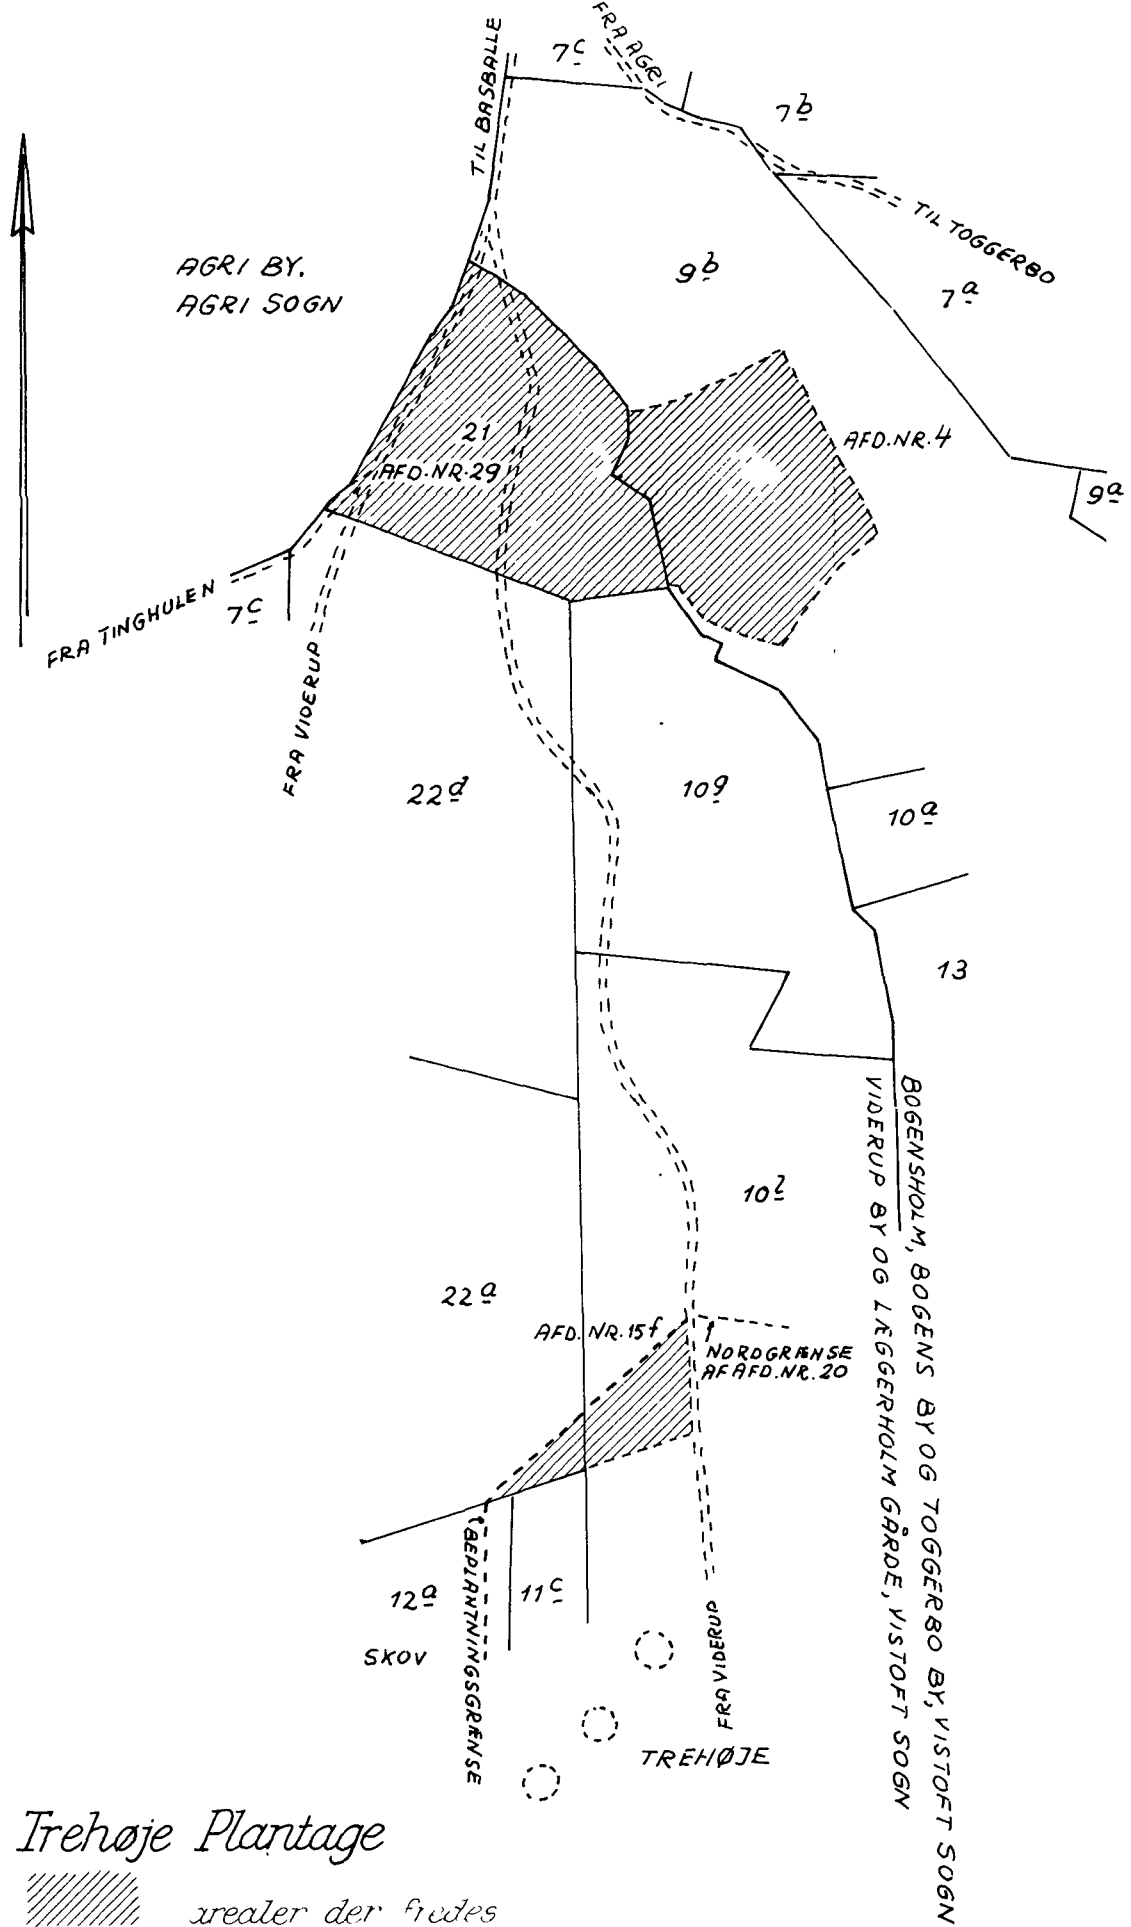 FRA AGRI
7c
TIL BASBALLE
7b
TIL TOGGERBO
AGRI BY.
AGRI SOGN
9b
7a
21
AFD.NR.29
AFD.NR.4
9a
FRA TINGHULEN
7c
FRA VIDERUP
22d
10g
10a
13
BOGENSHOLM, BOGENS BY OG TOGGERBO BY, VISTOFT SOGN
VIDERUP BY OG LÆGGERHOLM GÅRDE, VISTOFT SOGN
10l
22a
AFD. NR. 15f
NORDGRÆNSE
AF AFD.NR. 20
BEPLANTNINGSGRÆNSE
12a
11c
SKOV
FRA VIDERUP
TREHØJE
Trehøje Plantage
arealer der fredes